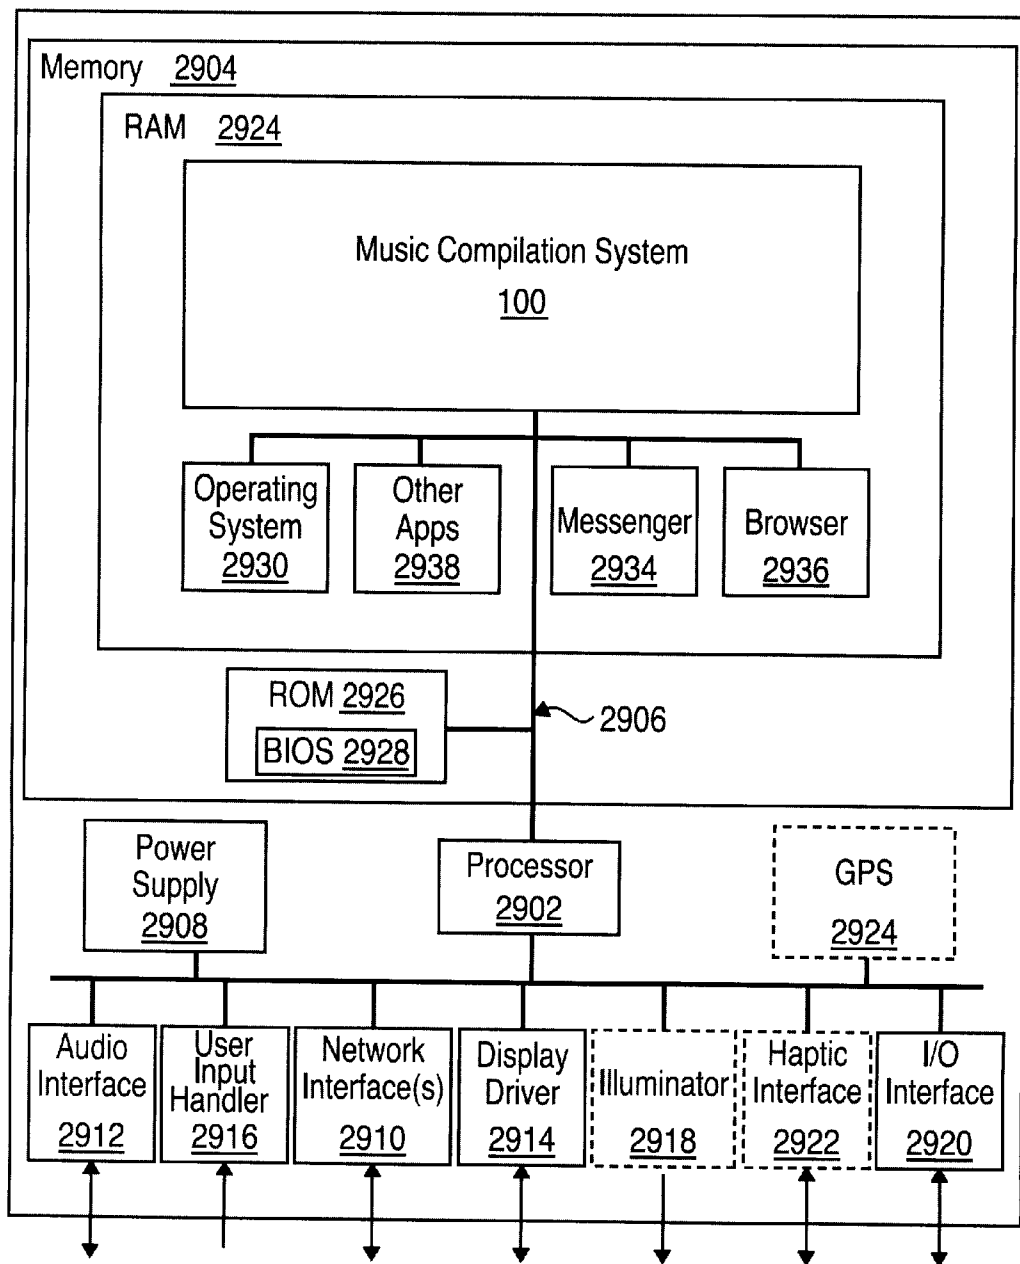 Memory 2904
RAM 2924
Music Compilation System
100
Operating
System
2930
Other
Apps
2938
Messenger
2934
Browser
2936
ROM 2926
BIOS 2928
2906
Power
Supply
2908
Processor
2902
GPS
2924
Audio
Interface
2912
User
Input
Handler
2916
Network
Interface(s)
2910
Display
Driver
2914
Illuminator
2918
Haptic
Interface
2922
I/O
Interface
2920